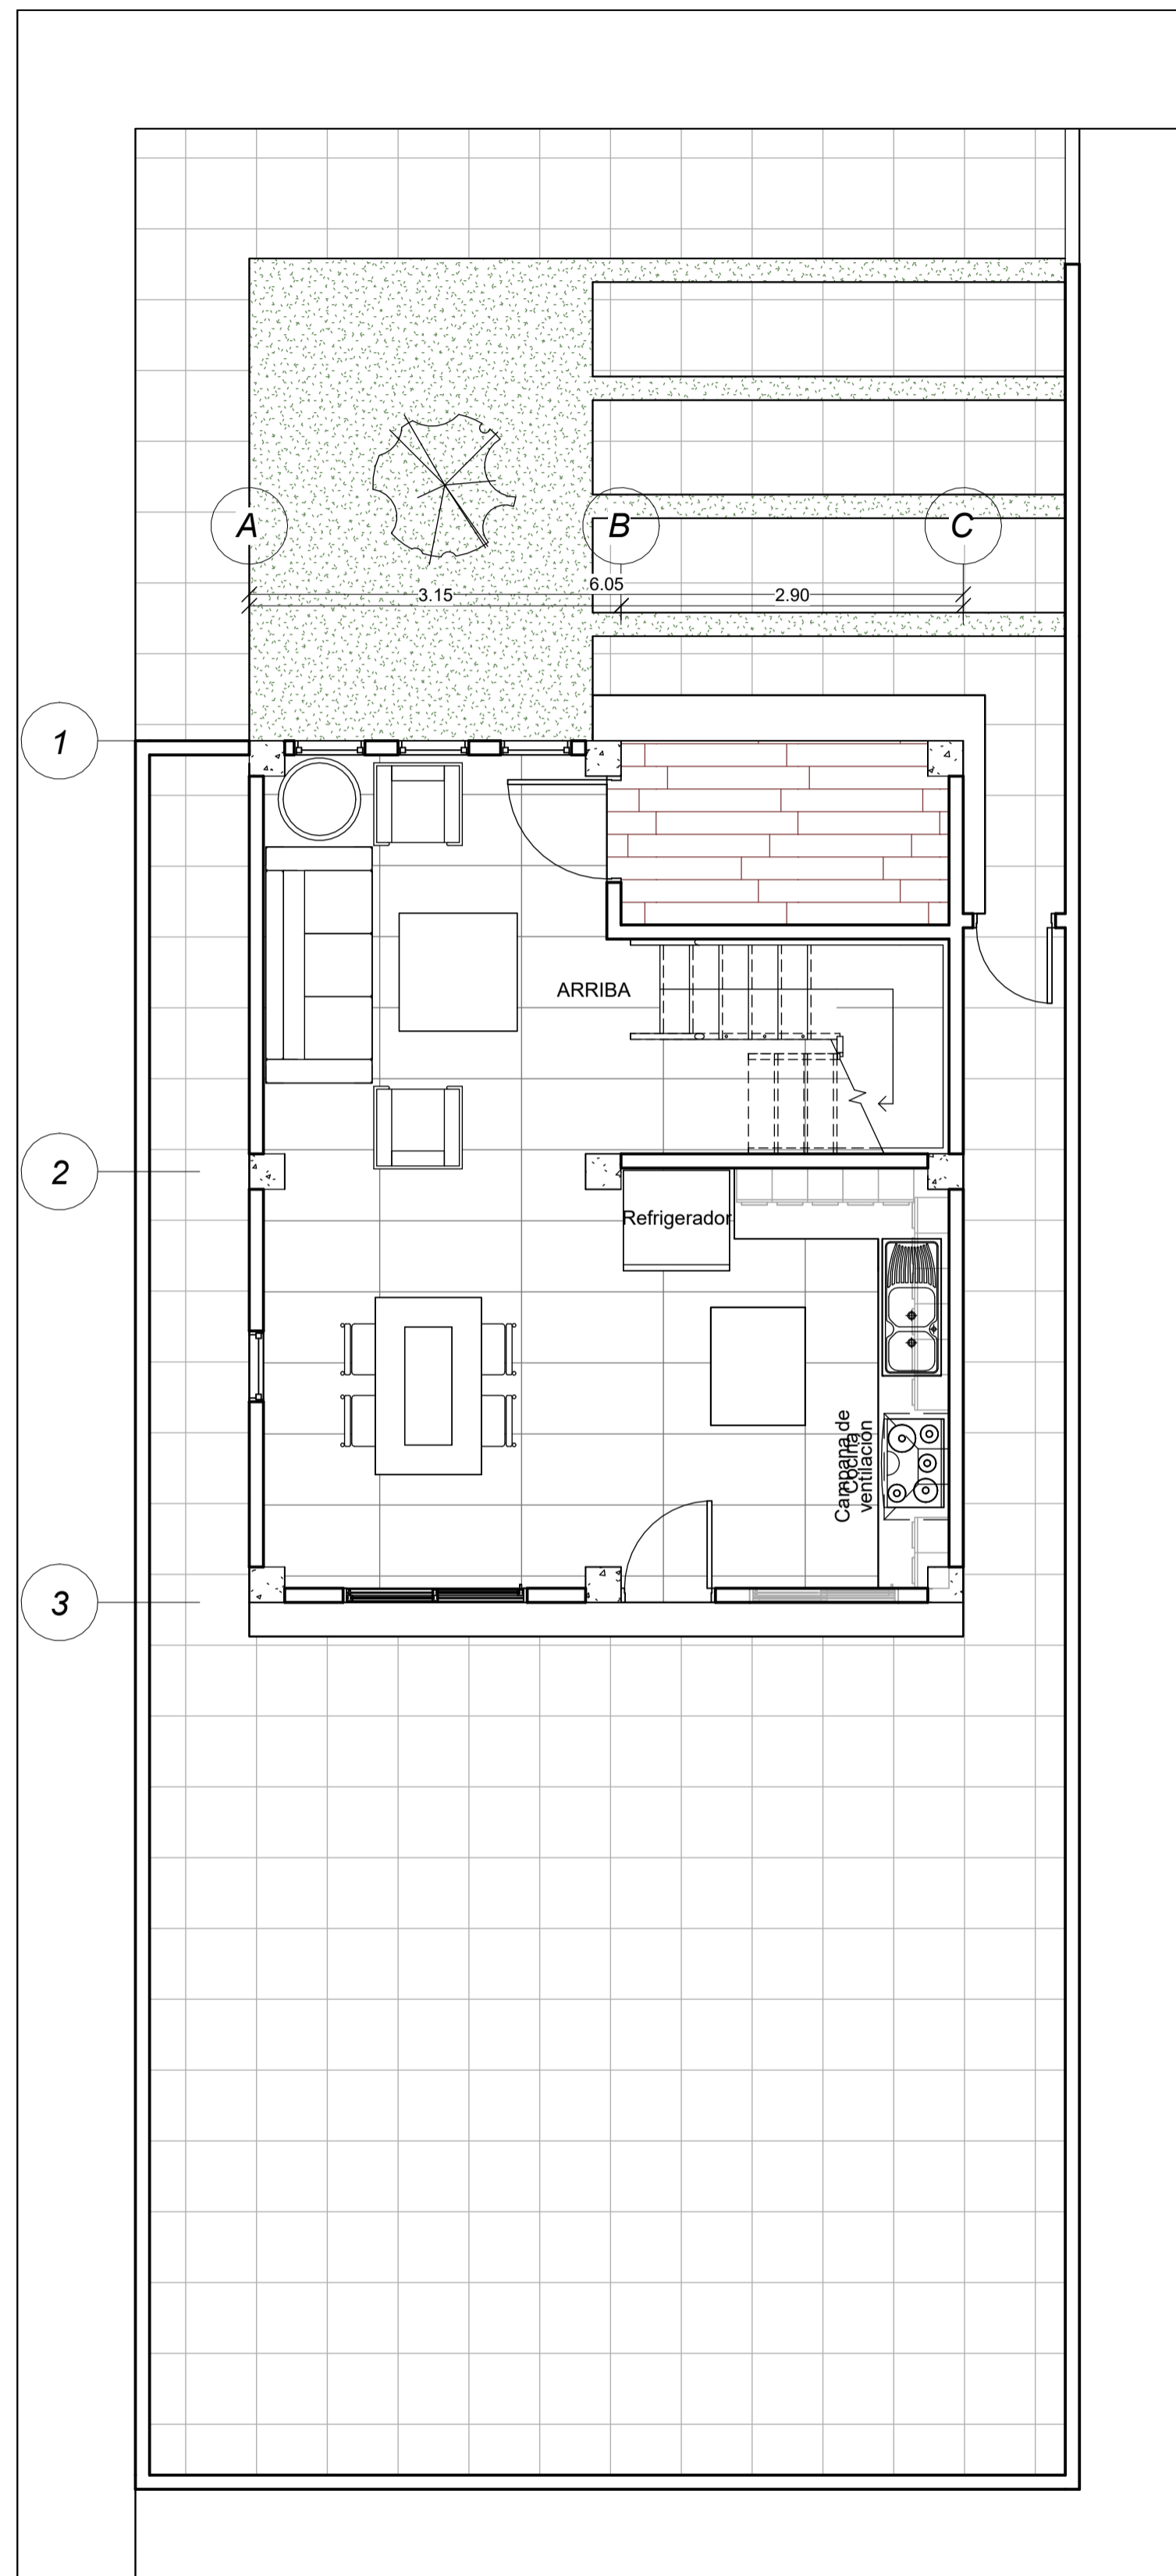 A
B
C
6.05
3.15
2.90
1
ARRIBA
2
Refrigerador
Campana de
Cocina
ventilación
3